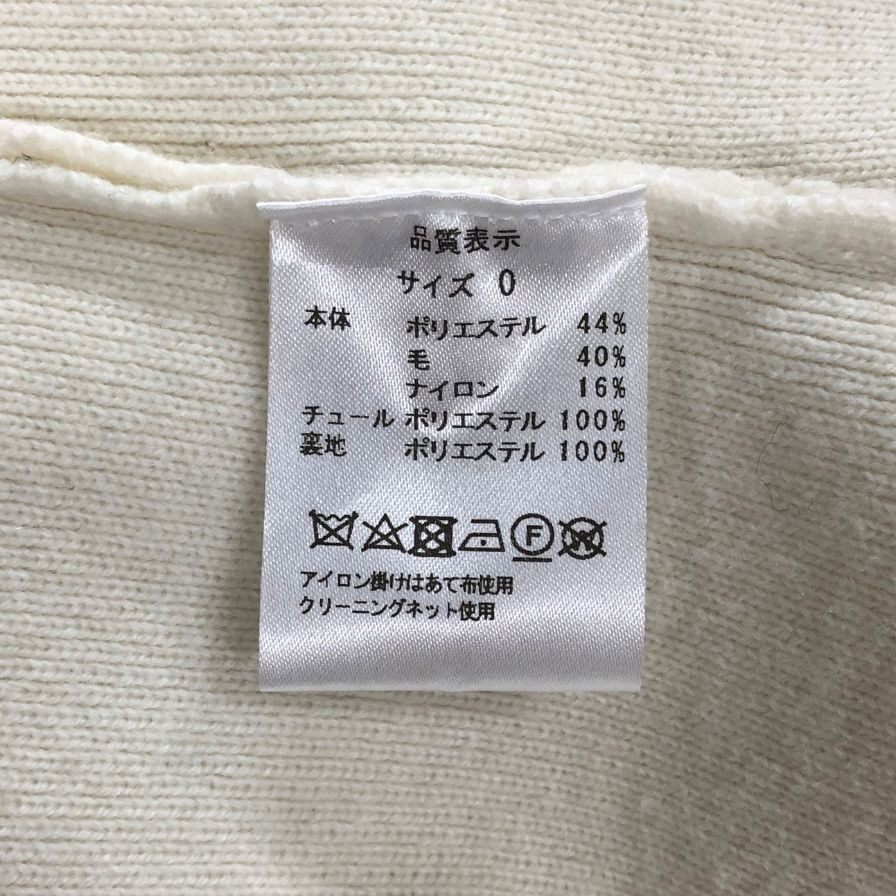 品質表示
サイズ 0
本体 ポリエステル 44%
毛 40%
ナイロン 16%
チュール ポリエステル 100%
裏地 ポリエステル 100%
F W
アイロン掛けはあて布使用
クリーニングネット使用